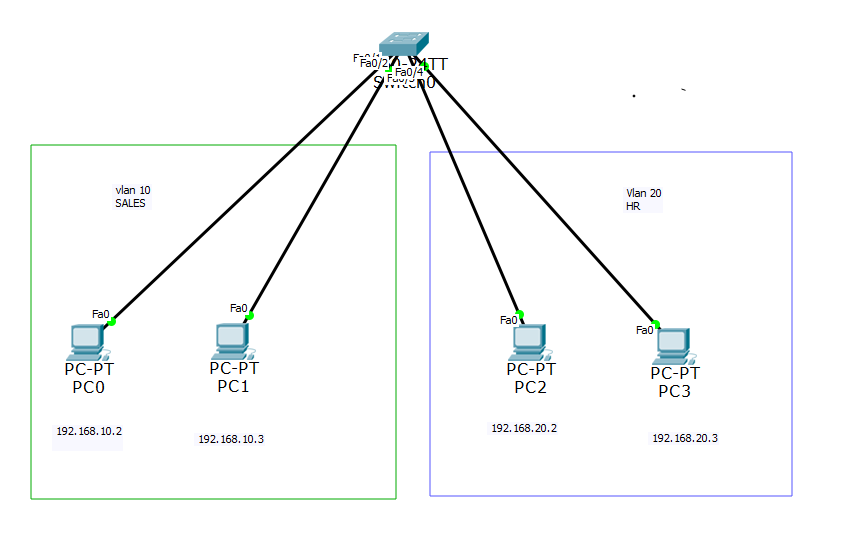 Fa0/2
Fa0/4
Switch0
vlan 10
SALES
Vlan 20
HR
Fa0
Fa0
Fa0
Fa0
PC-PT
PC0
PC-PT
PC1
PC-PT
PC2
PC-PT
PC3
192.168.10.2
192.168.10.3
192.168.20.2
192.168.20.3